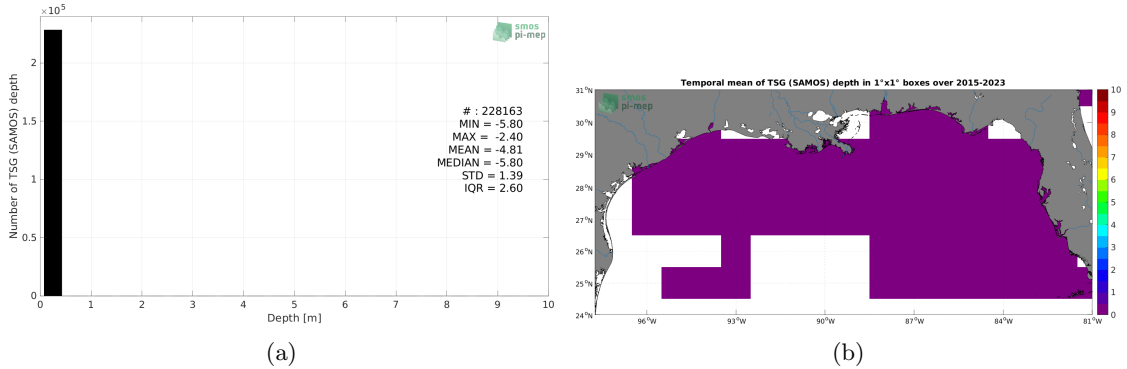 ×10^5
smos
pi-mep
Number of TSG (SAMOS) depth
2
1.5
1
0.5
0
# : 228163
MIN = -5.80
MAX = -2.40
MEAN = -4.81
MEDIAN = -5.80
STD = 1.39
IQR = 2.60
0 1 2 3 4 5 6 7 8 9 10
Depth [m]
(a)
Temporal mean of TSG (SAMOS) depth in 1°x1° boxes over 2015-2023
smos
pi-mep
31°N
30°N
29°N
28°N
27°N
26°N
25°N
24°N
96°W 93°W 90°W 87°W 84°W 81°W
10
9
8
7
6
5
4
3
2
1
0
(b)